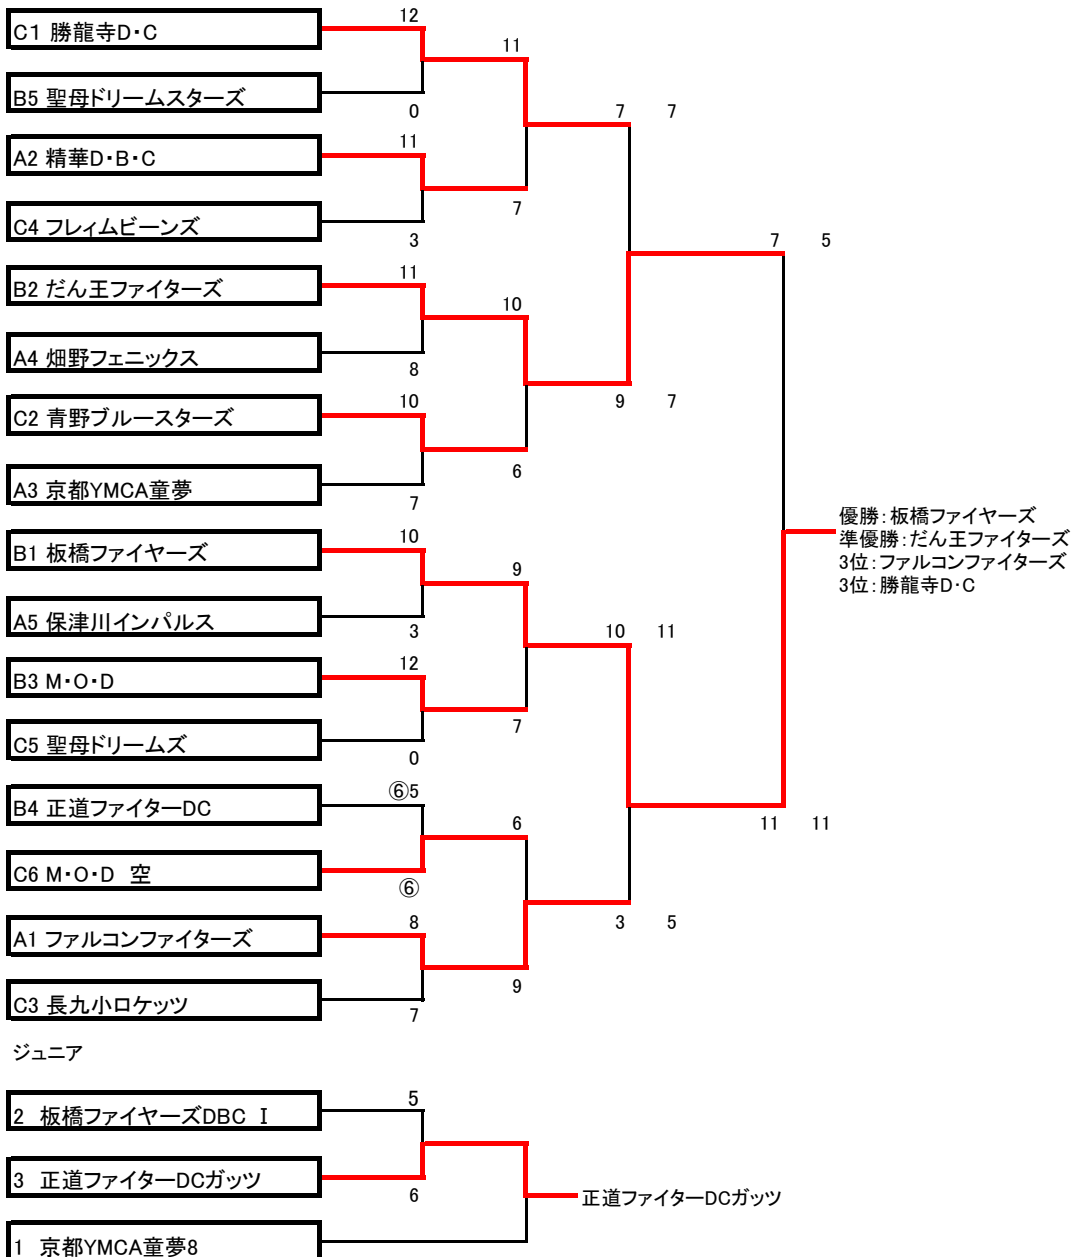 12
C1 勝龍寺D・C
11
B5 聖母ドリームスターズ
0
7 7
A2 精華D・B・C
11
7
C4 フレィムビーンズ
3
7 5
B2 だん王ファイターズ
11
10
A4 畑野フェニックス
8
9 7
C2 青野ブルースターズ
10
6
A3 京都YMCA童夢
7
優勝：板橋ファイヤーズ
準優勝：だん王ファイターズ
3位：ファルコンファイターズ
3位：勝龍寺D・C
B1 板橋ファイヤーズ
10
9
A5 保津川インパルス
3
10 11
B3 M・O・D
12
7
C5 聖母ドリームズ
0
B4 正道ファイターDC
⑥5
6
11 11
C6 M・O・D 空
⑥
A1 ファルコンファイターズ
8
3 5
9
C3 長九小ロケッツ
7
ジュニア
2 板橋ファイヤーズDBC Ⅰ
5
3 正道ファイターDCガッツ
6
正道ファイターDCガッツ
1 京都YMCA童夢8